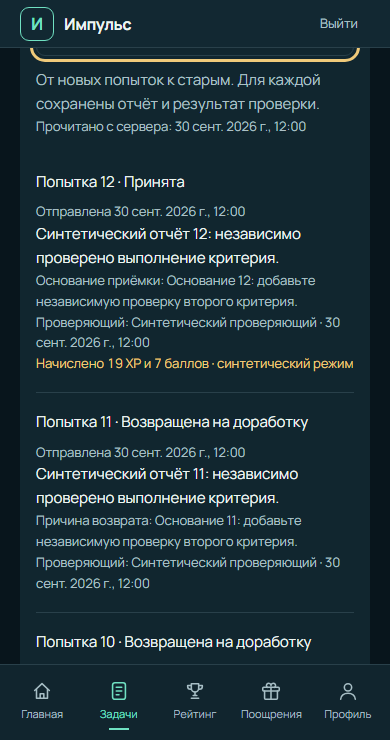 И Импульс Выйти
От новых попыток к старым. Для каждой
сохранены отчёт и результат проверки.
Прочитано с сервера: 30 сент. 2026 г., 12:00
Попытка 12 · Принята
Отправлена 30 сент. 2026 г., 12:00
Синтетический отчёт 12: независимо
проверено выполнение критерия.
Основание приёмки: Основание 12: добавьте
независимую проверку второго критерия.
Проверяющий: Синтетический проверяющий · 30
сент. 2026 г., 12:00
Начислено 19 XP и 7 баллов · синтетический режим
Попытка 11 · Возвращена на доработку
Отправлена 30 сент. 2026 г., 12:00
Синтетический отчёт 11: независимо
проверено выполнение критерия.
Причина возврата: Основание 11: добавьте
независимую проверку второго критерия.
Проверяющий: Синтетический проверяющий · 30
сент. 2026 г., 12:00
Попытка 10 · Возвращена на доработку
Главная Задачи Рейтинг Поощрения Профиль